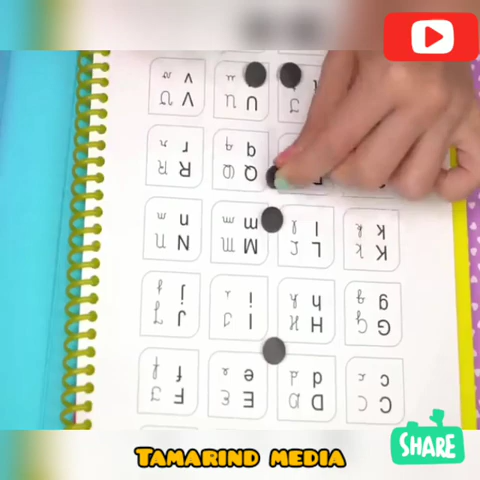 C C D D E E F F
c c d d e e f f
G G H H I I J J
g g h h i i j j
K K L L M M N N
k k l l m m n n
Q Q R R
q q r r
U U V V
u v v
SHARE
TAMARIND MEDIA